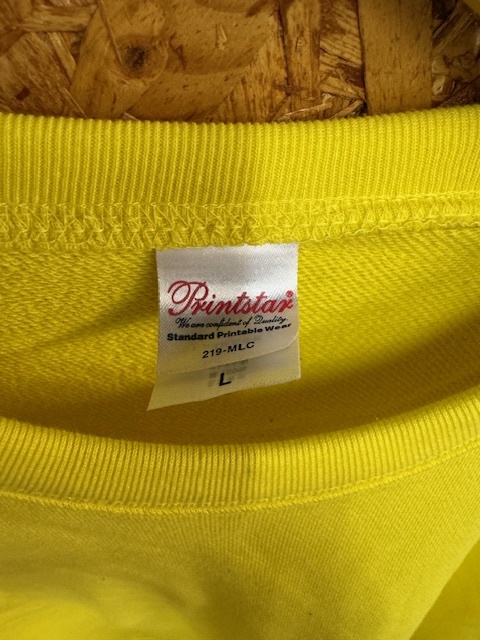 Printstar®
We are confident of Quality.
Standard Printable Wear
219-MLC
L